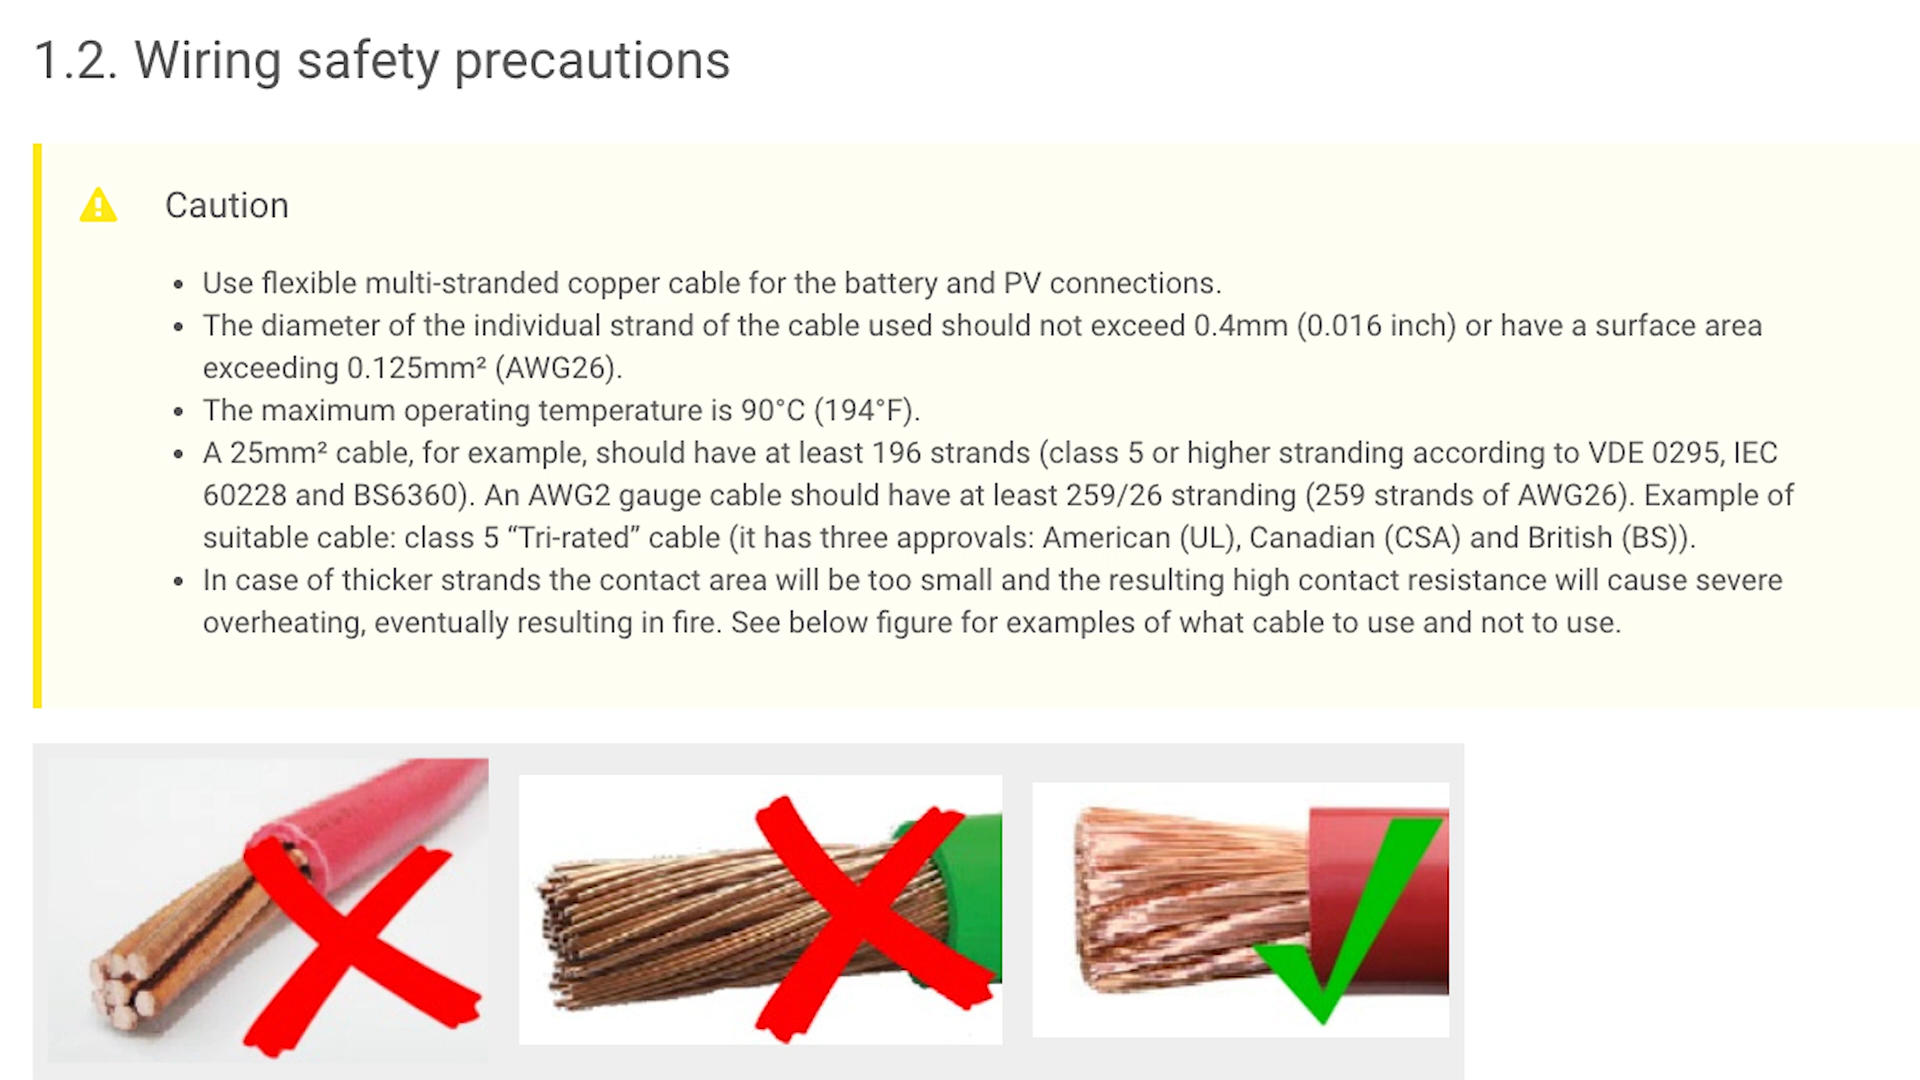 1.2. Wiring safety precautions
Caution
• Use flexible multi-stranded copper cable for the battery and PV connections.
• The diameter of the individual strand of the cable used should not exceed 0.4mm (0.016 inch) or have a surface area
exceeding 0.125mm² (AWG26).
• The maximum operating temperature is 90°C (194°F).
• A 25mm² cable, for example, should have at least 196 strands (class 5 or higher stranding according to VDE 0295, IEC
60228 and BS6360). An AWG2 gauge cable should have at least 259/26 stranding (259 strands of AWG26). Example of
suitable cable: class 5 “Tri-rated” cable (it has three approvals: American (UL), Canadian (CSA) and British (BS)).
• In case of thicker strands the contact area will be too small and the resulting high contact resistance will cause severe
overheating, eventually resulting in fire. See below figure for examples of what cable to use and not to use.